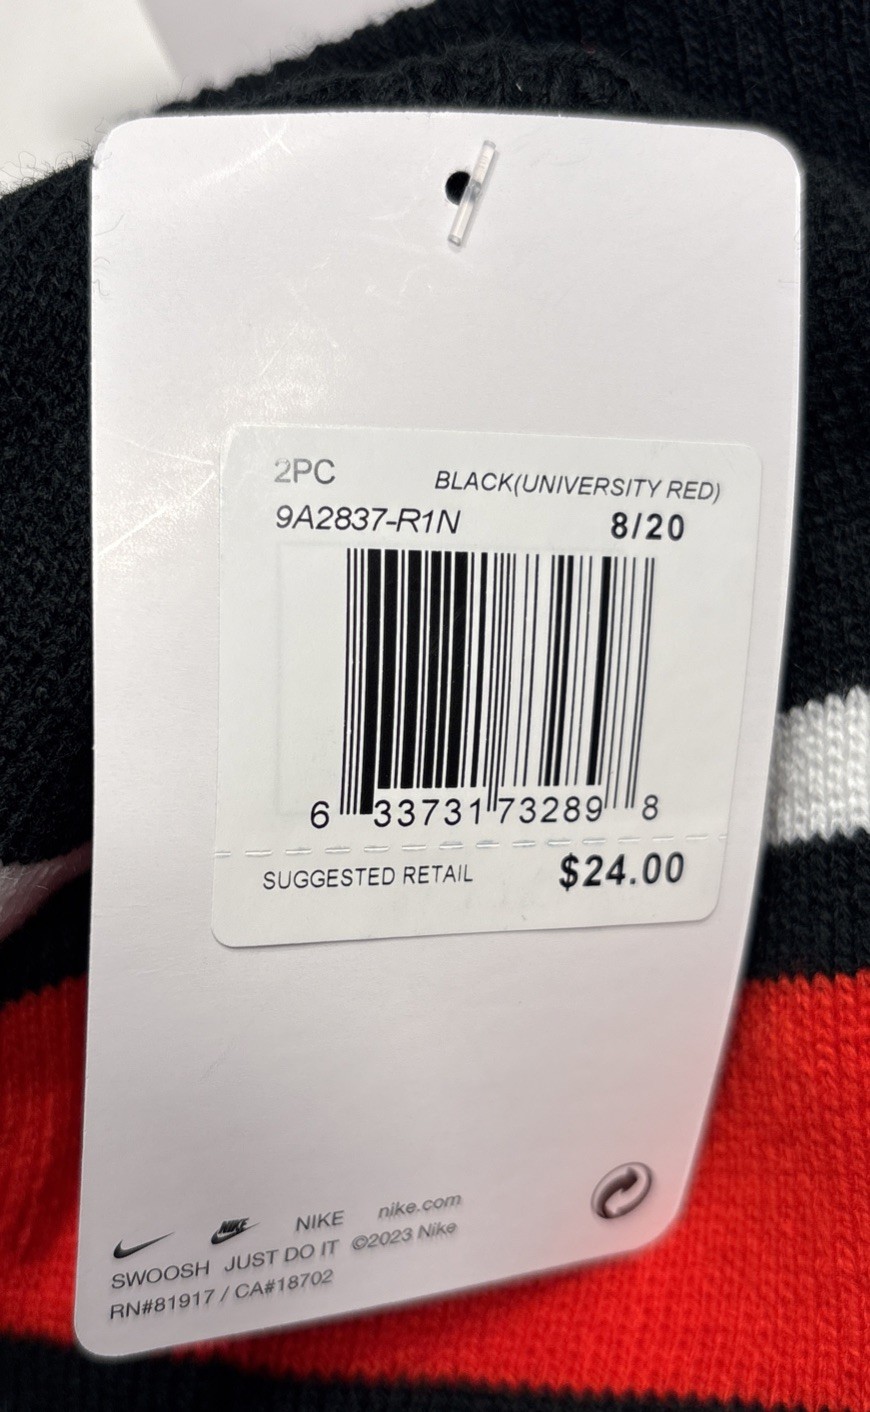 2PC BLACK(UNIVERSITY RED)
9A2837-R1N 8/20
6 33731 73289 8
SUGGESTED RETAIL $24.00
NIKE NIKE nike.com
SWOOSH JUST DO IT ©2023 Nike
RN#81917 / CA#18702